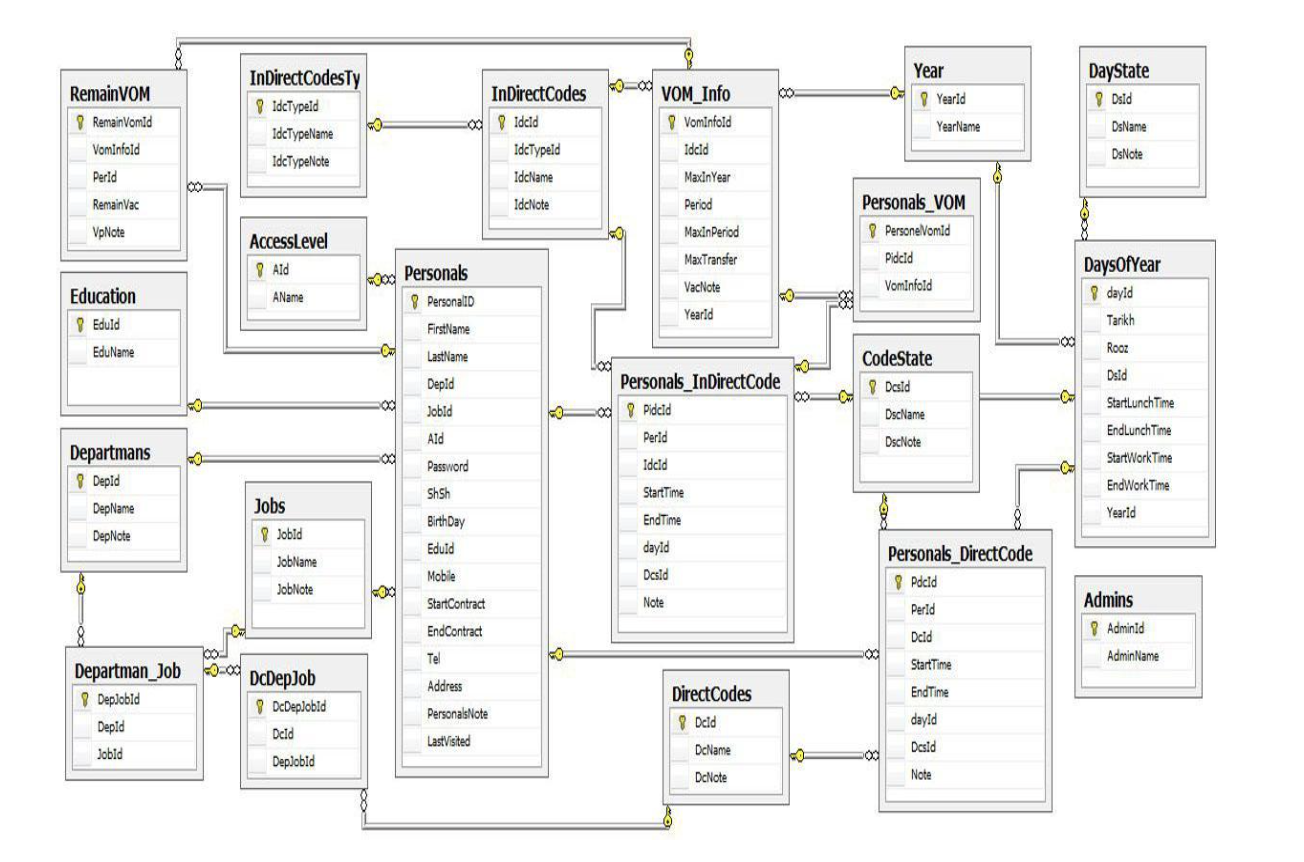 RemainVOM
RemainVomId
VomInfoId
PerId
RemainVac
VpNote
InDirectCodesTy
IdcTypeId
IdcTypeName
IdcTypeNote
InDirectCodes
IdcId
IdcTypeId
IdcName
IdcNote
VOM_Info
VomInfoId
IdcId
MaxInYear
Period
MaxInPeriod
MaxTransfer
VacNote
YearId
Year
YearId
YearName
DayState
DsId
DsName
DsNote
Personals_VOM
PersonelVomId
PidcId
VomInfoId
AccessLevel
AId
AName
Education
EduId
EduName
Personals
PersonalID
FirstName
LastName
DepId
JobId
AId
Password
ShSh
BirthDay
EduId
Mobile
StartContract
EndContract
Tel
Address
PersonalsNote
LastVisited
DaysOfYear
dayId
Tarikh
Rooz
DsId
StartLunchTime
EndLunchTime
StartWorkTime
EndWorkTime
YearId
CodeState
DcsId
DscName
DscNote
Personals_InDirectCode
PidcId
PerId
IdcId
StartTime
EndTime
dayId
DcsId
Note
Departmans
DepId
DepName
DepNote
Jobs
JobId
JobName
JobNote
Personals_DirectCode
PdcId
PerId
DcId
StartTime
EndTime
dayId
DcsId
Note
Admins
AdminId
AdminName
Departman_Job
DepJobId
DepId
JobId
DcDepJob
DcDepJobId
DcId
DepJobId
DirectCodes
DcId
DcName
DcNote